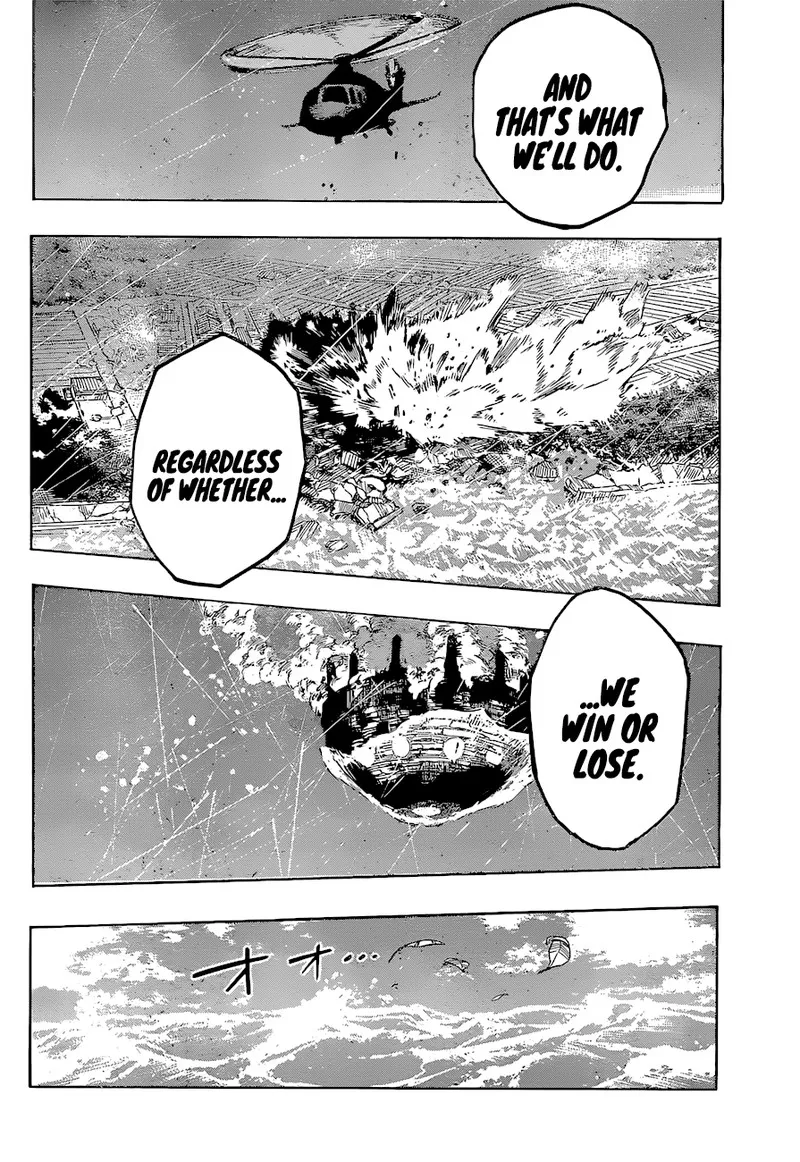 AND
THAT'S WHAT
WE'LL DO.
REGARDLESS
OF WHETHER...
...WE
WIN OR
LOSE.
オオ...